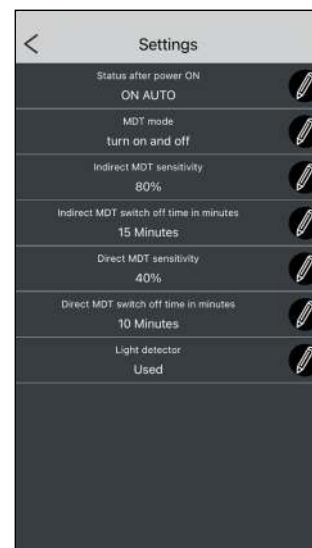 Settings
Status after power ON
ON AUTO
MDT mode
turn on and off
Indirect MDT sensitivity
80%
Indirect MDT switch off time in minutes
15 Minutes
Direct MDT sensitivity
40%
Direct MDT switch off time in minutes
10 Minutes
Light detector
Used